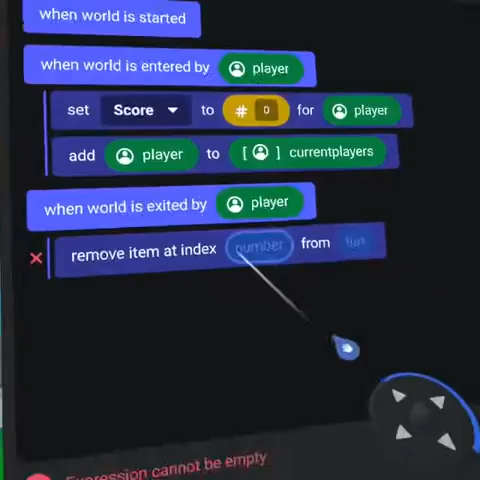 when world is started
when world is entered by player
set Score to # 0 for player
add player to [ ] currentplayers
when world is exited by player
remove item at index number from list
Expression cannot be empty